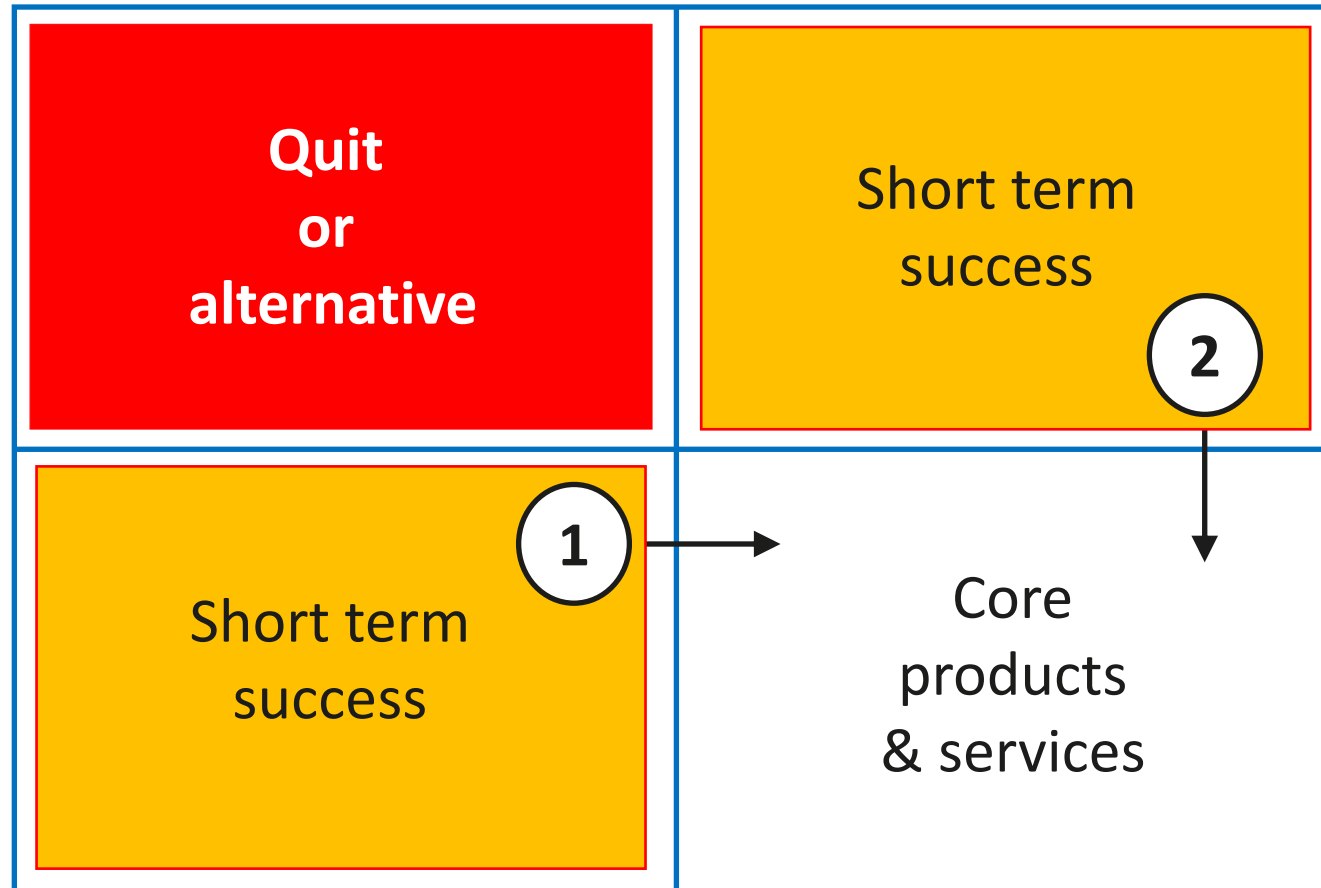 Quit
or
alternative
Short term
success
2
1
Short term
success
Core
products
& services